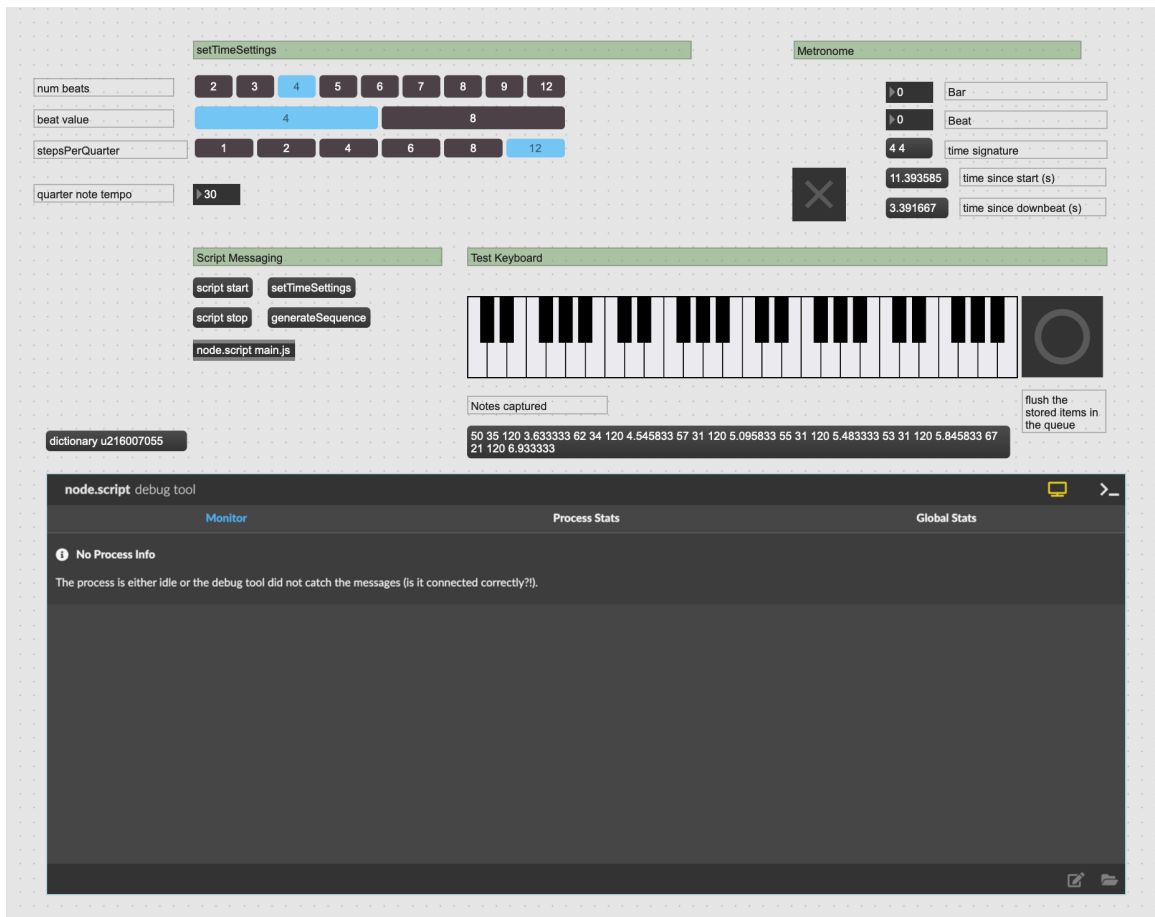 setTimeSettings
Metronome
num beats
2 3 4 5 6 7 8 9 12
beat value
4 8
stepsPerQuarter
1 2 4 6 8 12
quarter note tempo
30
0 Bar
0 Beat
4 4 time signature
11.393585 time since start (s)
3.391667 time since downbeat (s)
Script Messaging
script start setTimeSettings
script stop generateSequence
node.script main.js
Test Keyboard
Notes captured
flush the
stored items in
the queue
50 35 120 3.633333 62 34 120 4.545833 57 31 120 5.095833 55 31 120 5.483333 53 31 120 5.845833 67
21 120 6.933333
dictionary u216007055
node.script debug tool
Monitor Process Stats Global Stats
No Process Info
The process is either idle or the debug tool did not catch the messages (is it connected correctly?!).